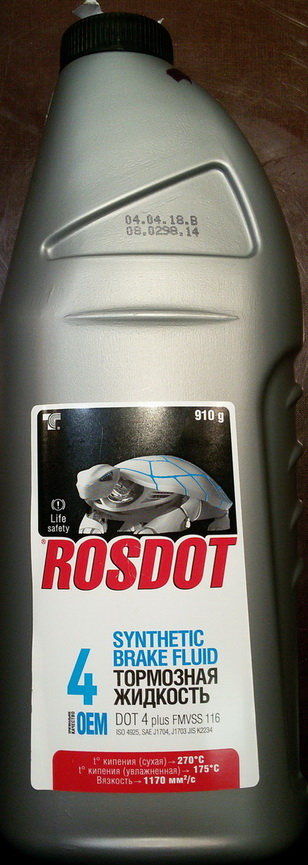 04.04.18.B
08.0298.14
910 g
Life
safety
®ROSDOT
4
SYNTHETIC
BRAKE FLUID
ТОРМОЗНАЯ
ЖИДКОСТЬ
OEM
DOT 4 plus FMVSS 116
ISO 4925, SAE J1704, J1703 JIS K2234
t° кипения (сухая) → 270°C
t° кипения (увлажненная) → 175°C
Вязкость → 1170 мм²/с